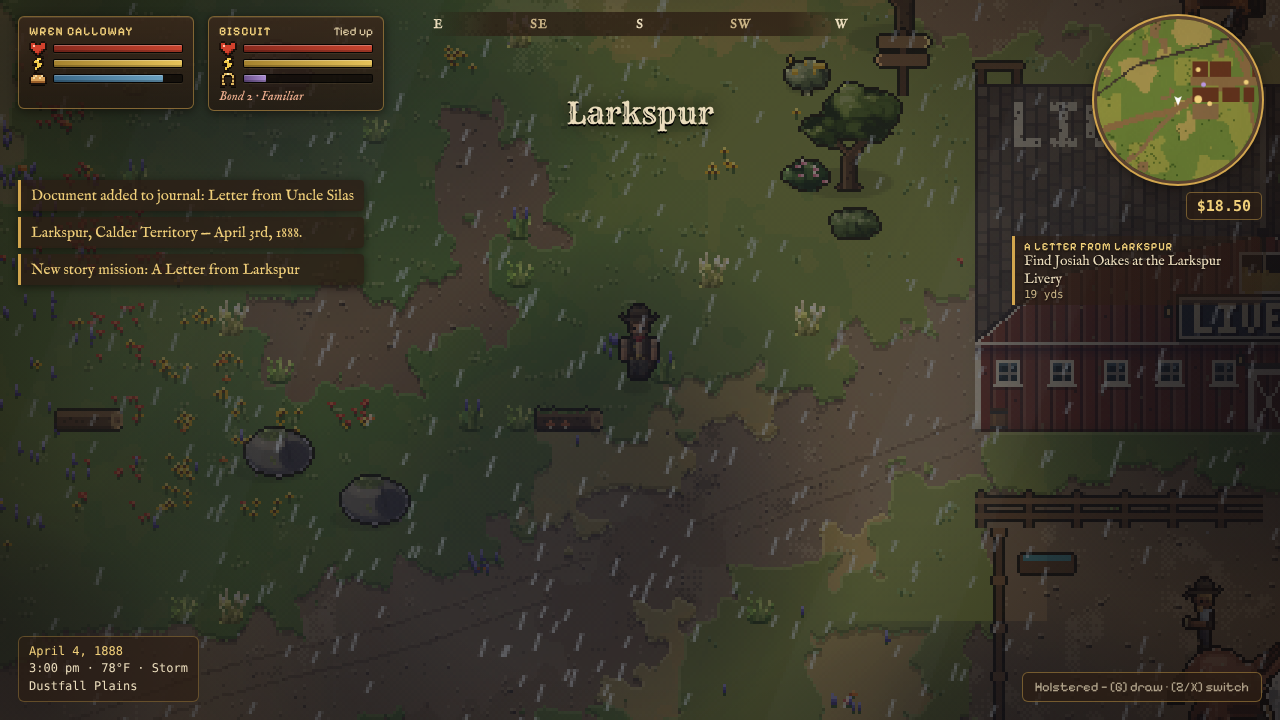 WREN CALLOWAY
BISCUIT Tied up
Bond 2 · Familiar
E SE S SW W
Larkspur
Document added to journal: Letter from Uncle Silas
Larkspur, Calder Territory – April 3rd, 1888.
New story mission: A Letter from Larkspur
$18.50
A LETTER FROM LARKSPUR
Find Josiah Oakes at the Larkspur
Livery
19 yds
April 4, 1888
3:00 pm · 78°F · Storm
Dustfall Plains
Holstered – [G] draw · [Z/X] switch